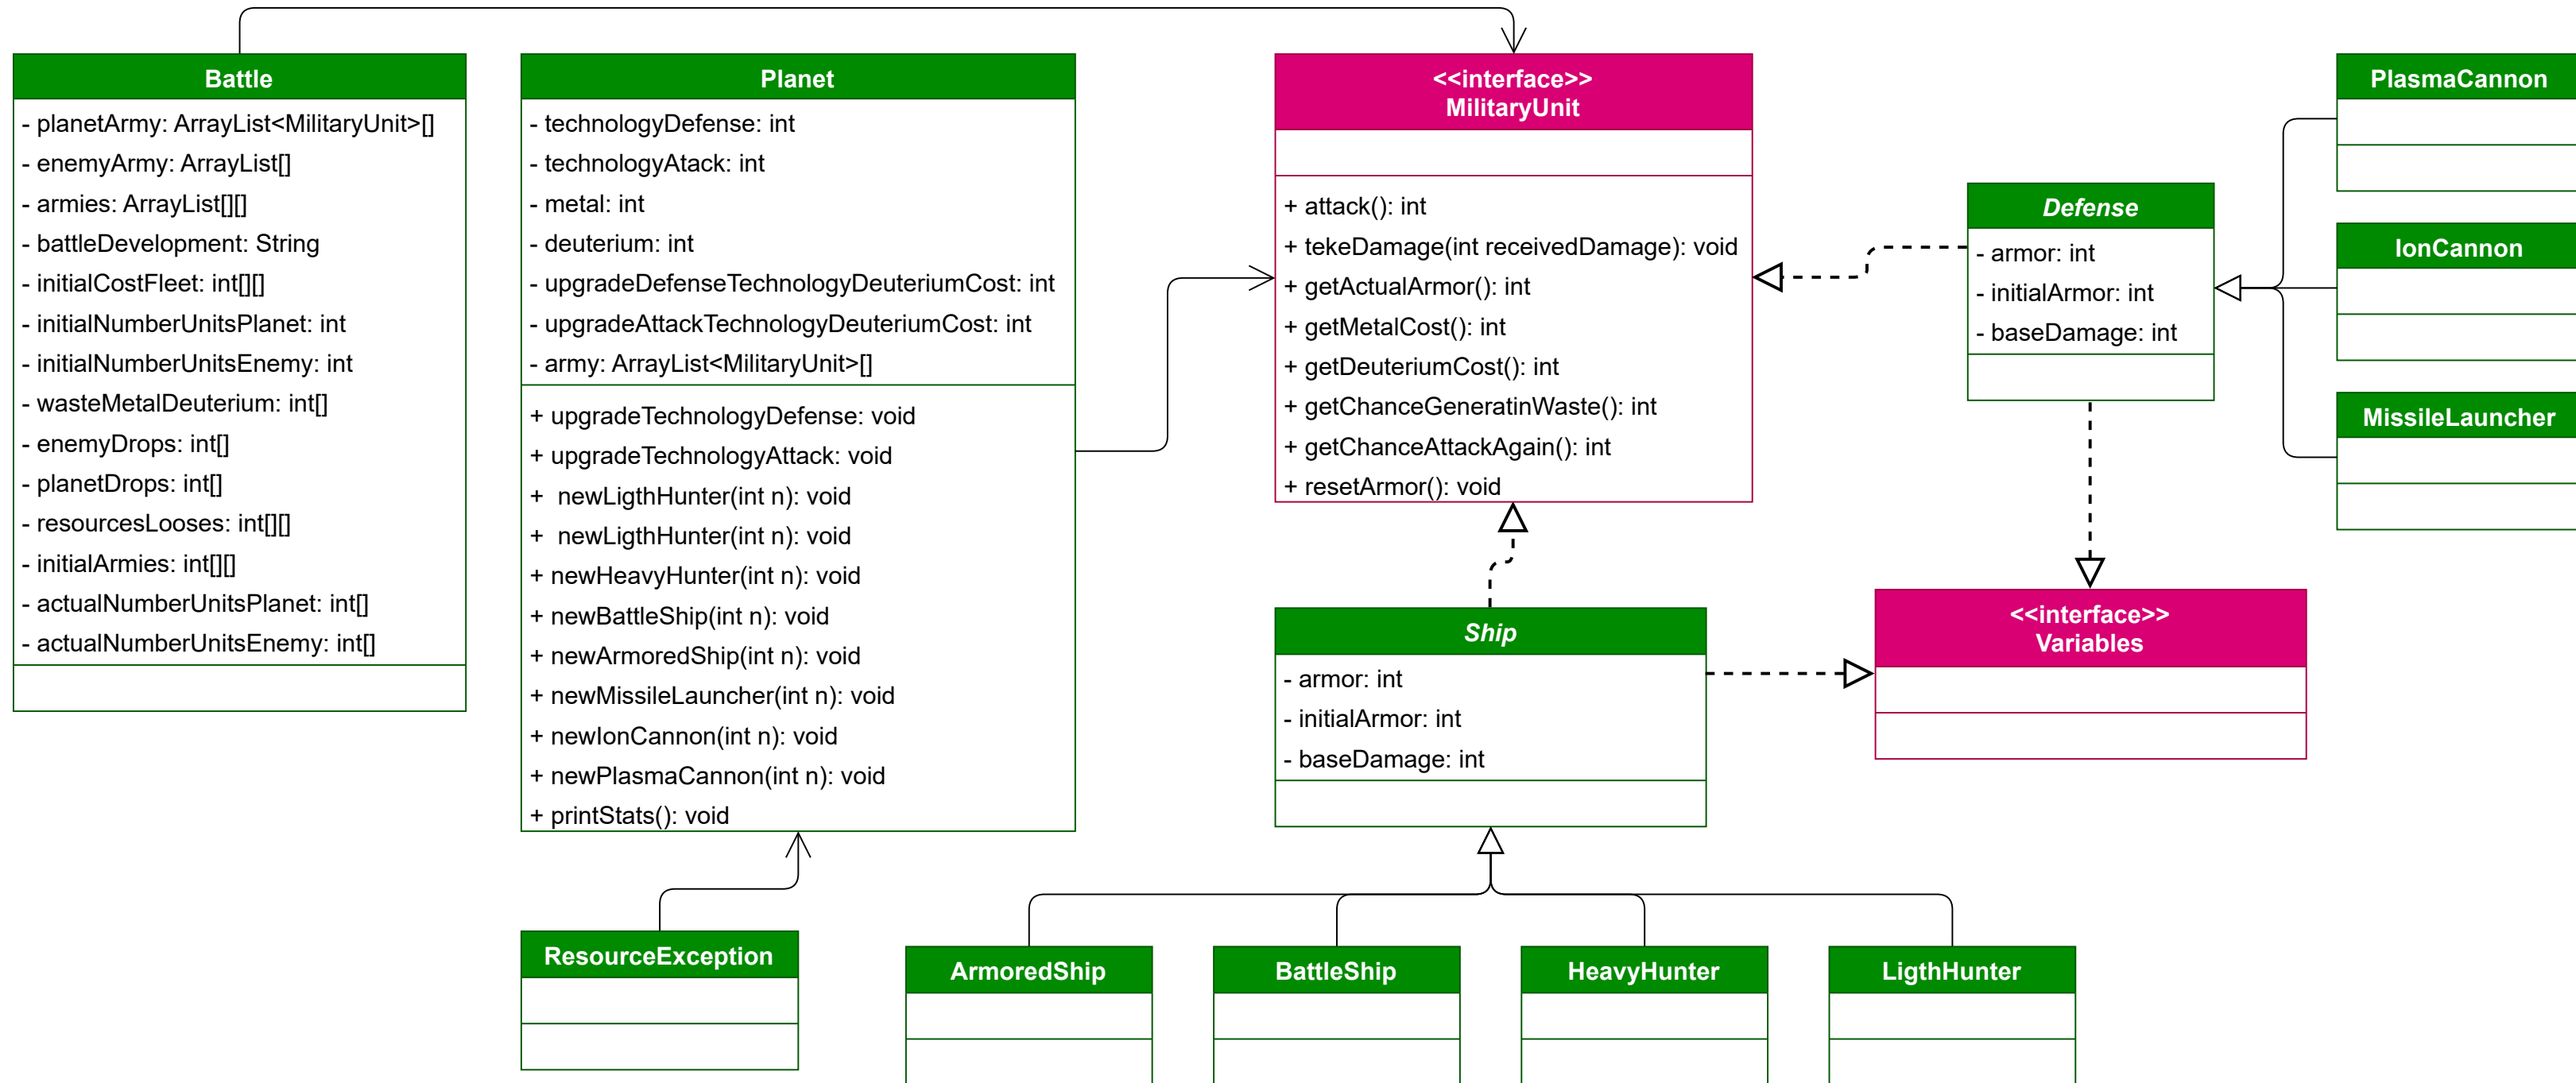 Battle
- planetArmy: ArrayList<MilitaryUnit>[]
- enemyArmy: ArrayList[]
- armies: ArrayList[][]
- battleDevelopment: String
- initialCostFleet: int[][]
- initialNumberUnitsPlanet: int
- initialNumberUnitsEnemy: int
- wasteMetalDeuterium: int[]
- enemyDrops: int[]
- planetDrops: int[]
- resourcesLooses: int[][]
- initialArmies: int[][]
- actualNumberUnitsPlanet: int[]
- actualNumberUnitsEnemy: int[]
Planet
- technologyDefense: int
- technologyAtack: int
- metal: int
- deuterium: int
- upgradeDefenseTechnologyDeuteriumCost: int
- upgradeAttackTechnologyDeuteriumCost: int
- army: ArrayList<MilitaryUnit>[]
+ upgradeTechnologyDefense: void
+ upgradeTechnologyAttack: void
+  newLigthHunter(int n): void
+  newLigthHunter(int n): void
+ newHeavyHunter(int n): void
+ newBattleShip(int n): void
+ newArmoredShip(int n): void
+ newMissileLauncher(int n): void
+ newIonCannon(int n): void
+ newPlasmaCannon(int n): void
+ printStats(): void
<<interface>>
MilitaryUnit
+ attack(): int
+ tekeDamage(int receivedDamage): void
+ getActualArmor(): int
+ getMetalCost(): int
+ getDeuteriumCost(): int
+ getChanceGeneratinWaste(): int
+ getChanceAttackAgain(): int
+ resetArmor(): void
Defense
- armor: int
- initialArmor: int
- baseDamage: int
PlasmaCannon
IonCannon
MissileLauncher
Ship
- armor: int
- initialArmor: int
- baseDamage: int
<<interface>>
Variables
ResourceException
ArmoredShip
BattleShip
HeavyHunter
LigthHunter